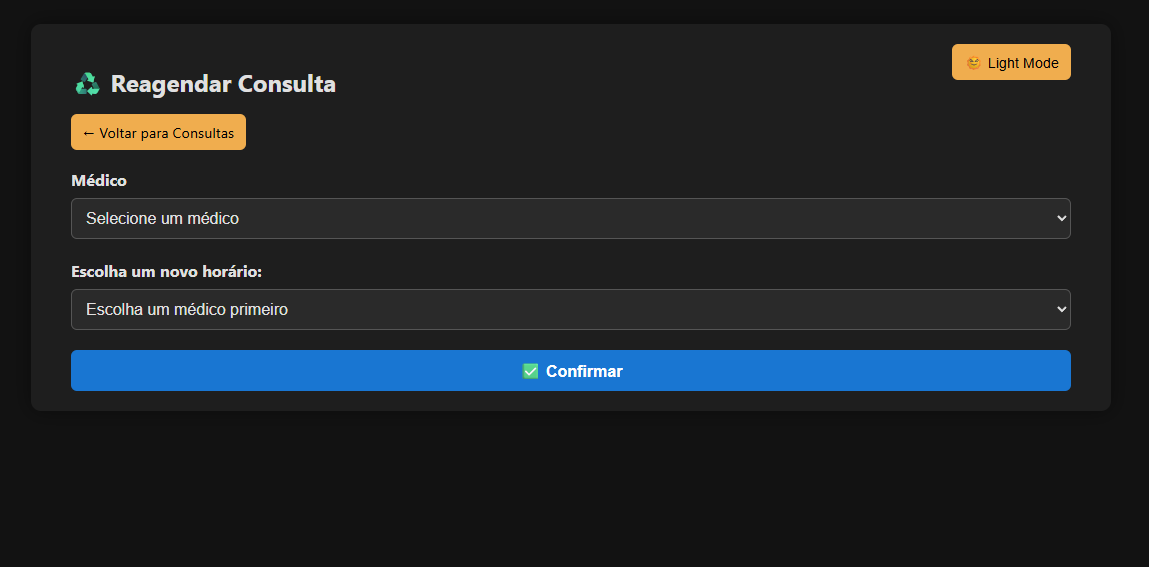 Light Mode
♻️ Reagendar Consulta
← Voltar para Consultas
Médico
Selecione um médico
Escolha um novo horário:
Escolha um médico primeiro
✅ Confirmar